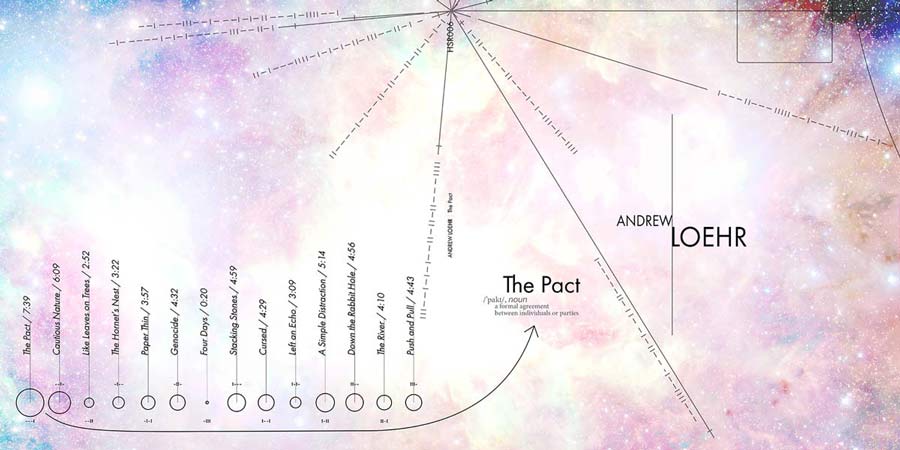 HSR006
ANDREW LOEHR The Pact
ANDREW
LOEHR
The Pact
/'pakt/, noun
a formal agreement
between individuals or parties
The Pact / 7:39
Cautious Nature / 6:09
Like Leaves on Trees / 2:52
The Hornet's Nest / 3:22
Paper Thin / 3:57
Genocide / 4:32
Four Days / 0:20
Stacking Stones / 4:59
Cursed / 4:29
Left an Echo / 3:09
A Simple Distraction / 5:14
Down the Rabbit Hole / 4:56
The River / 4:10
Push and Pull / 4:43